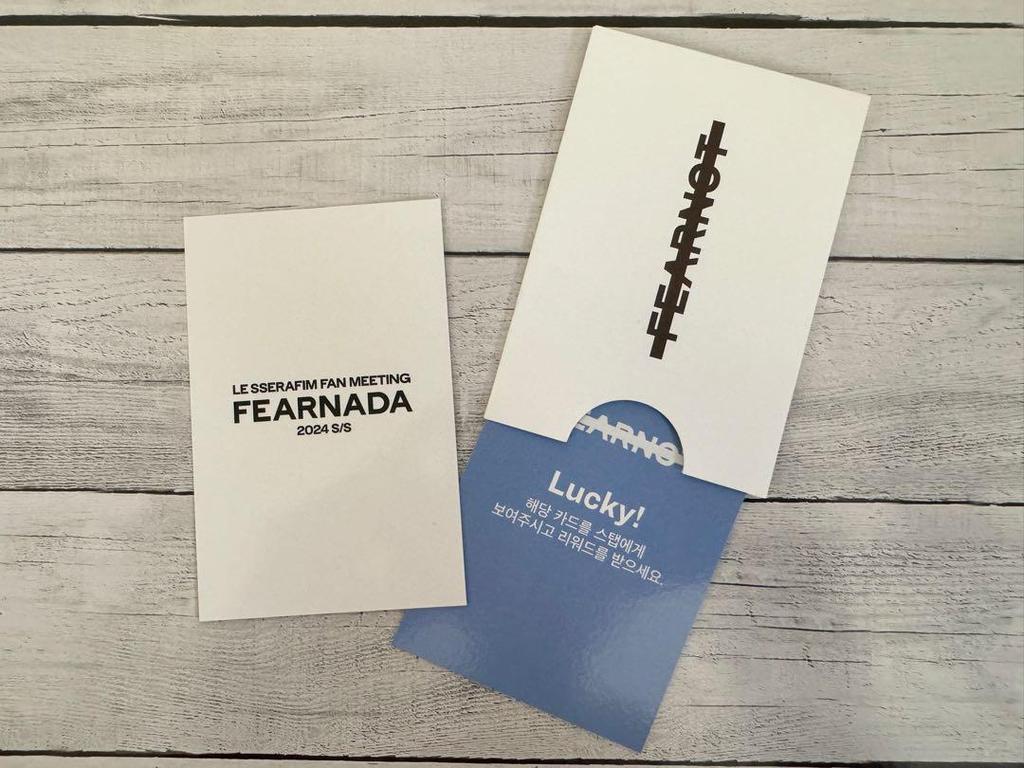 LE SSERAFIM FAN MEETING
FEARNADA
2024 S/S
FEARNOT
EARNO
Lucky!
해당 카드를 스탭에게
보여주시고 리워드를 받으세요.